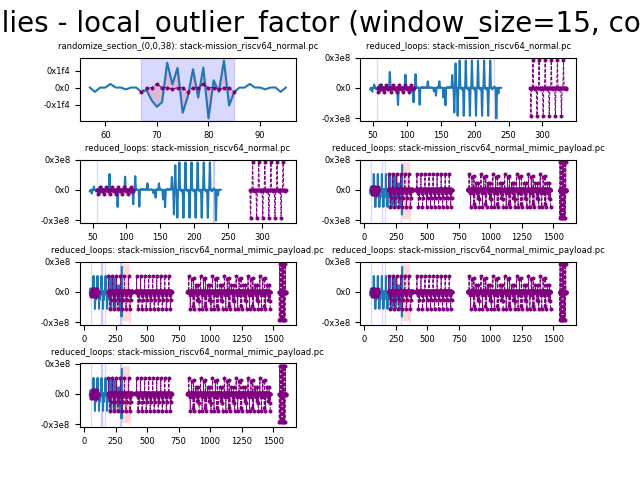 lies - local_outlier_factor (window_size=15, co
randomize_section_(0,0,38): stack-mission_riscv64_normal.pc
0x1f4
0x0
-0x1f4
60 70 80 90
reduced_loops: stack-mission_riscv64_normal.pc
0x3e8
0x0
-0x3e8
50 100 150 200 250 300
reduced_loops: stack-mission_riscv64_normal.pc
0x3e8
0x0
-0x3e8
50 100 150 200 250 300
reduced_loops: stack-mission_riscv64_normal_mimic_payload.pc
0x3e8
0x0
-0x3e8
0 250 500 750 1000 1250 1500
reduced_loops: stack-mission_riscv64_normal_mimic_payload.pc
0x3e8
0x0
-0x3e8
0 250 500 750 1000 1250 1500
reduced_loops: stack-mission_riscv64_normal_mimic_payload.pc
0x3e8
0x0
-0x3e8
0 250 500 750 1000 1250 1500
reduced_loops: stack-mission_riscv64_normal_mimic_payload.pc
0x3e8
0x0
-0x3e8
0 250 500 750 1000 1250 1500